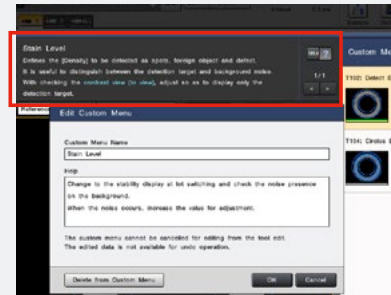 Stain Level
Defines the [Density] to be detected as spots, foreign object and defect.
It is useful to distinguish between the detection target and background noise.
With checking the contrast view (to view), adjust so as to display only the
detection target.
1/1
Custom Me
T102: Detect
T104: Circlue
Reference
Edit Custom Menu
Custom Menu Name
Stain Level
Help
Change to the stability display at lot switching and check the noise presence
on the background.
When the noise occurs, increase the value for adjustment.
The custom menu cannot be cancelled for editing from the tool edit.
The edited data is not available for undo operation.
Delete from Custom Menu
OK
Cancel